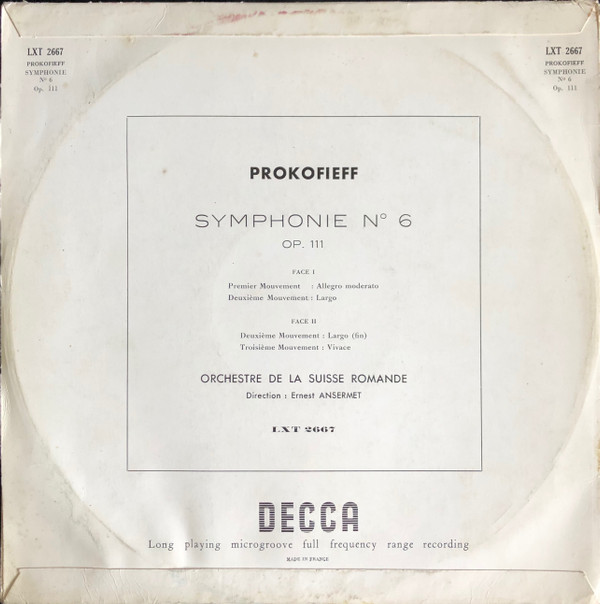 LXT 2667
PROKOFIEFF
SYMPHONIE
Nº 6
Op. 111
LXT 2667
PROKOFIEFF
SYMPHONIE
Nº 6
Op. 111
PROKOFIEFF
SYMPHONIE Nº 6
OP. 111
FACE I
Premier Mouvement : Allegro moderato
Deuxième Mouvement : Largo
FACE II
Deuxième Mouvement : Largo (fin)
Troisième Mouvement : Vivace
ORCHESTRE DE LA SUISSE ROMANDE
Direction : Ernest ANSERMET
LXT 2667
DECCA
Long playing microgroove full frequency range recording
MADE IN FRANCE